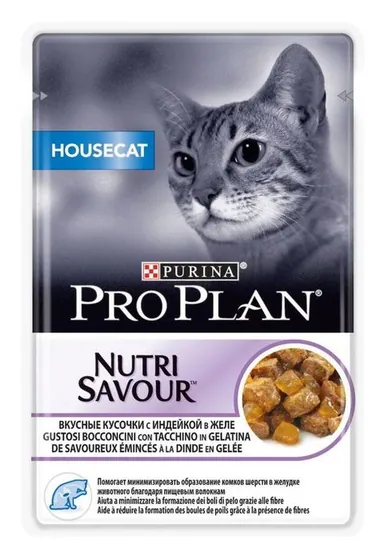 HOUSECAT
PURINA®
PRO PLAN®
NUTRI
SAVOUR™
ВКУСНЫЕ КУСОЧКИ С ИНДЕЙКОЙ В ЖЕЛЕ
GUSTOSI BOCCONCINI CON TACCHINO IN GELATINA
DE SAVOUREUX ÉMINCÉS À LA DINDE EN GELÉE
Помогает минимизировать образование комков шерсти в желудке
животного благодаря пищевым волокнам
Aiuta a minimizzare la formazione dei boli di pelo grazie alle fibre
Aide à réduire la formation des boules de poils grâce à la présence de fibres